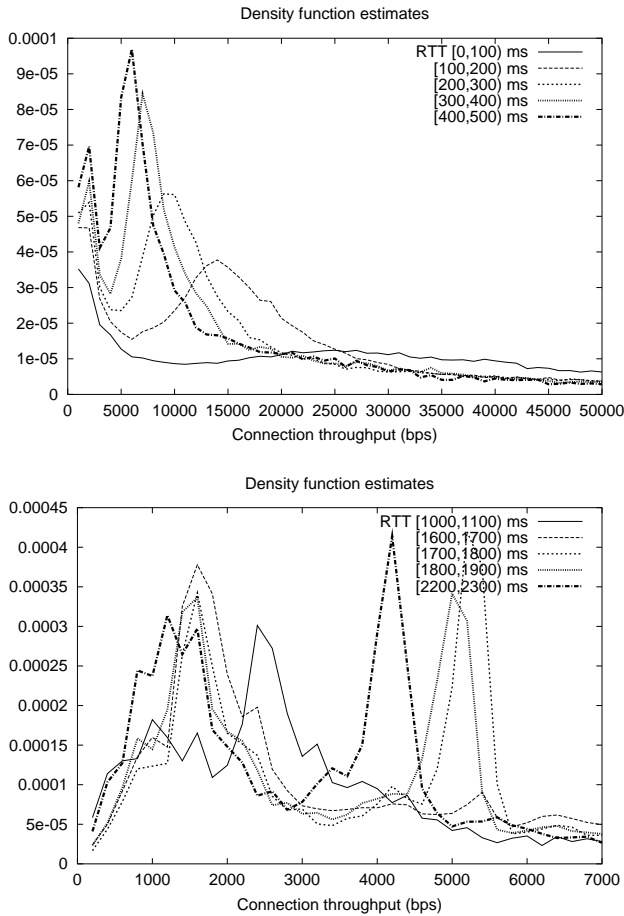 Density function estimates
0.0001
9e-05
8e-05
7e-05
6e-05
5e-05
4e-05
3e-05
2e-05
1e-05
0
RTT [0,100) ms
[100,200) ms
[200,300) ms
[300,400) ms
[400,500) ms
0 5000 10000 15000 20000 25000 30000 35000 40000 45000 50000
Connection throughput (bps)
Density function estimates
0.00045
0.0004
0.00035
0.0003
0.00025
0.0002
0.00015
0.0001
5e-05
0
RTT [1000,1100) ms
[1600,1700) ms
[1700,1800) ms
[1800,1900) ms
[2200,2300) ms
0 1000 2000 3000 4000 5000 6000 7000
Connection throughput (bps)